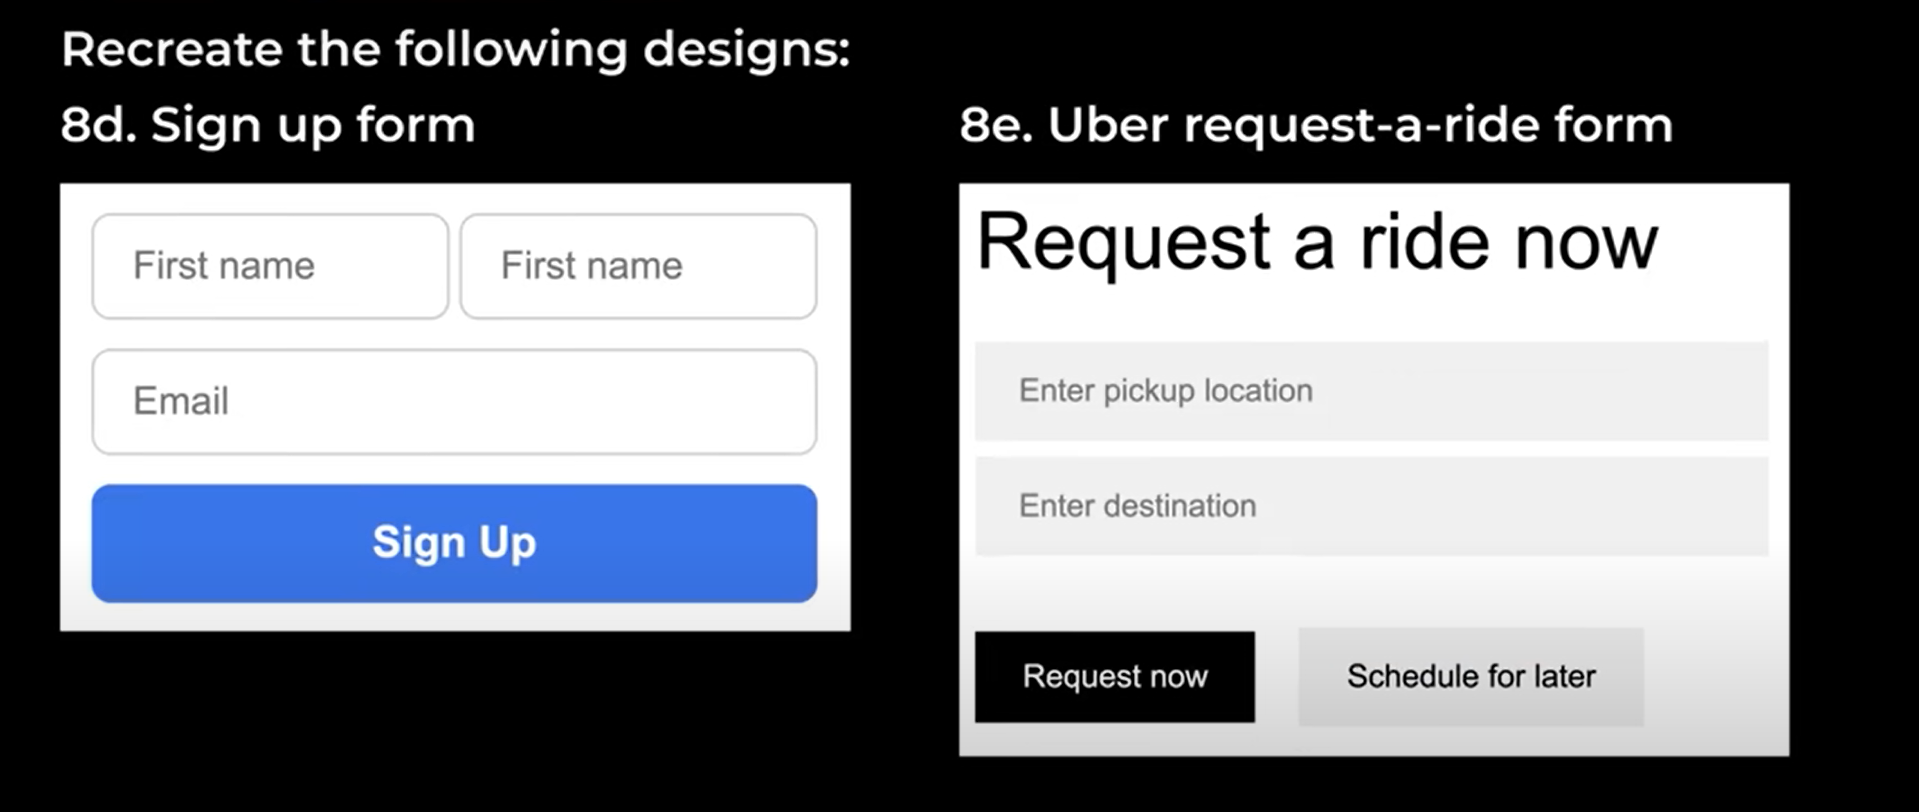 Recreate the following designs:
8d. Sign up form
First name First name
Email
Sign Up
8e. Uber request-a-ride form
Request a ride now
Enter pickup location
Enter destination
Request now Schedule for later